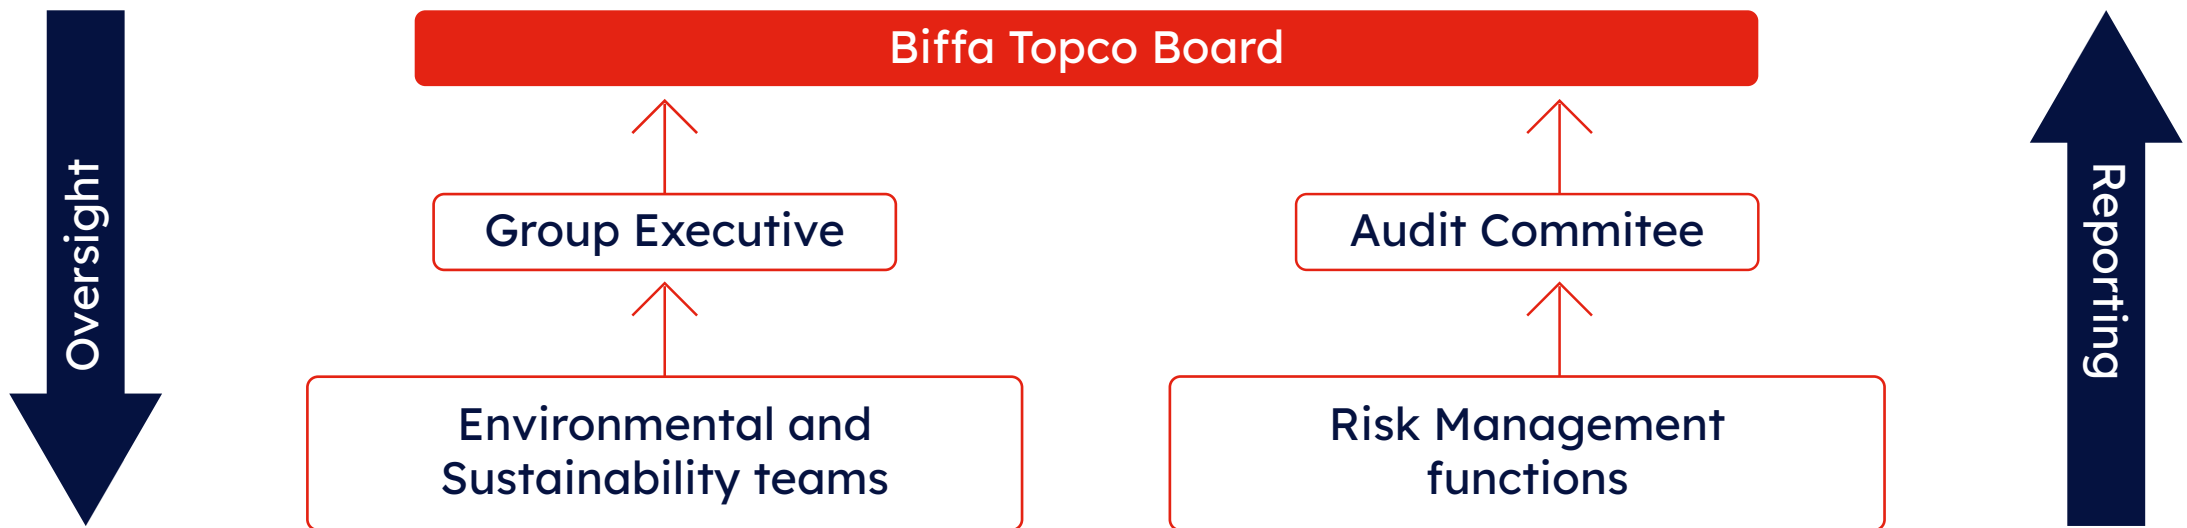 Biffa Topco Board
Oversight
Reporting
Group Executive
Audit Commitee
Environmental and
Sustainability teams
Risk Management
functions